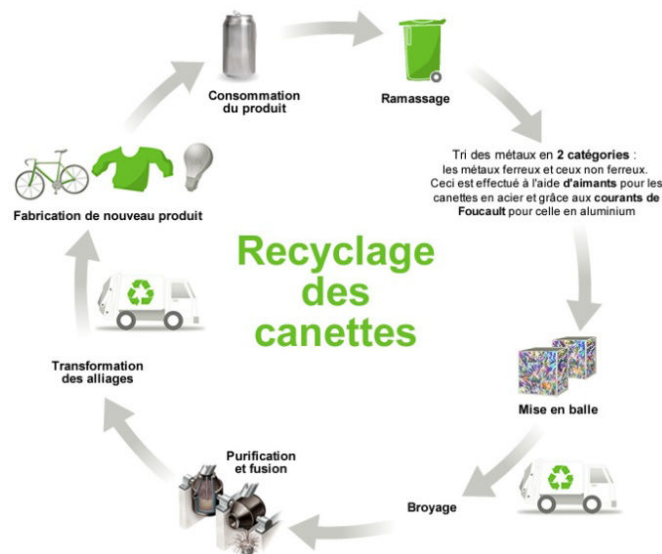 Consommation
du produit
Ramassage
Tri des métaux en 2 catégories :
les métaux ferreux et ceux non ferreux.
Ceci est effectué à l'aide d'aimants pour les
canettes en acier et grâce aux courants de
Foucault pour celle en aluminium
Fabrication de nouveau produit
Recyclage
des
canettes
Transformation
des alliages
Mise en balle
Purification
et fusion
Broyage